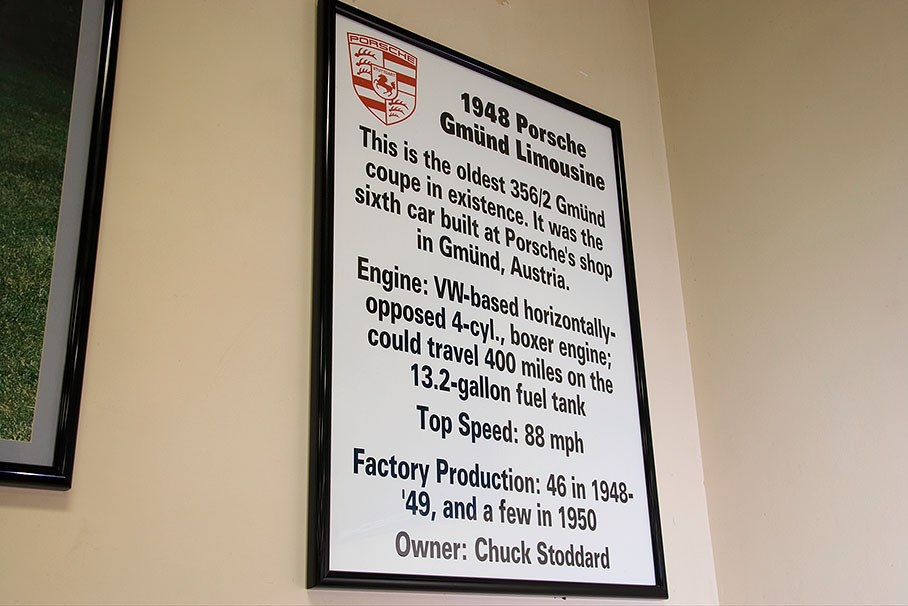 PORSCHE
STUTTGART
1948 Porsche
Gmünd Limousine
This is the oldest 356/2 Gmünd
coupe in existence. It was the
sixth car built at Porsche's shop
in Gmünd, Austria.
Engine: VW-based horizontally-
opposed 4-cyl., boxer engine;
could travel 400 miles on the
13.2-gallon fuel tank
Top Speed: 88 mph
Factory Production: 46 in 1948-
'49, and a few in 1950
Owner: Chuck Stoddard